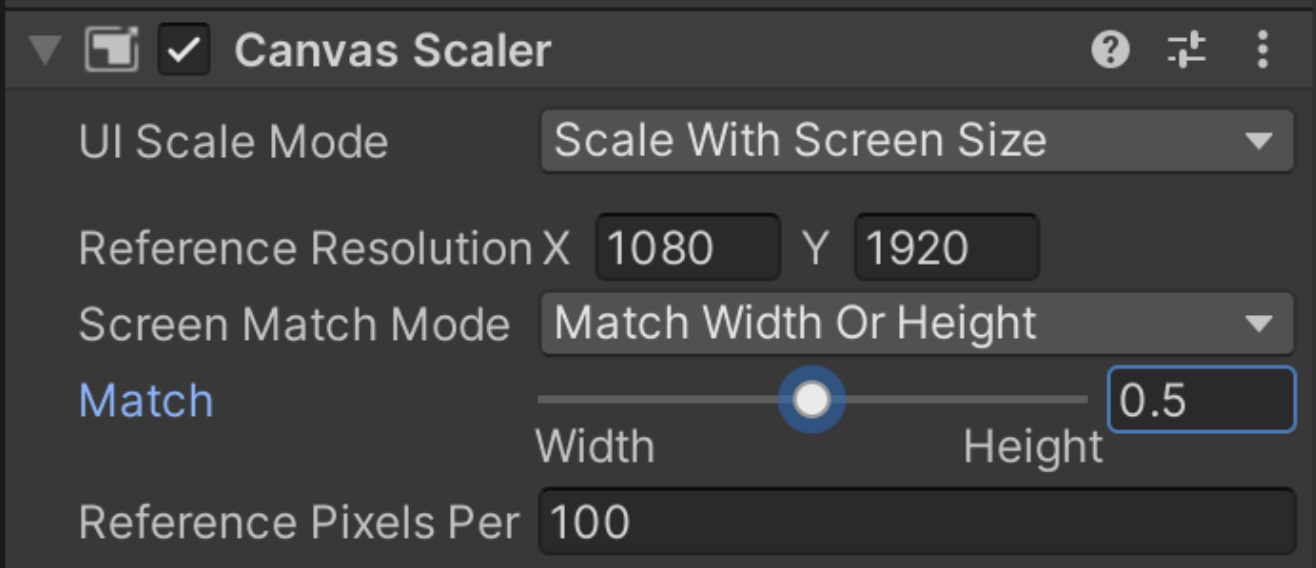 Canvas Scaler
UI Scale Mode Scale With Screen Size
Reference Resolution X 1080 Y 1920
Screen Match Mode Match Width Or Height
Match 0.5
Width Height
Reference Pixels Per 100